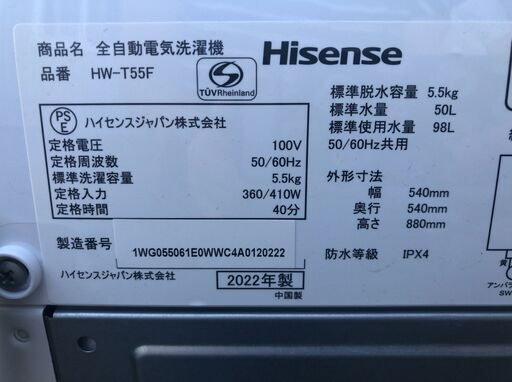 商品名 全自動電気洗濯機
品番 HW-T55F
S
TÜVRheinland
Hisense
PS
E
ハイセンスジャパン株式会社
定格電圧 100V
定格周波数 50/60Hz
標準洗濯容量 5.5kg
定格入力 360/410W
定格時間 40分
製造番号 1WG055061E0WWC4A0120222
ハイセンスジャパン株式会社
2022年製
中国製
標準脱水容量 5.5kg
標準水量 50L
標準使用水量 98L
50/60Hz共用
外形寸法
幅 540mm
奥行 540mm
高さ 880mm
防水等級 IPX4
アンバラ
SW